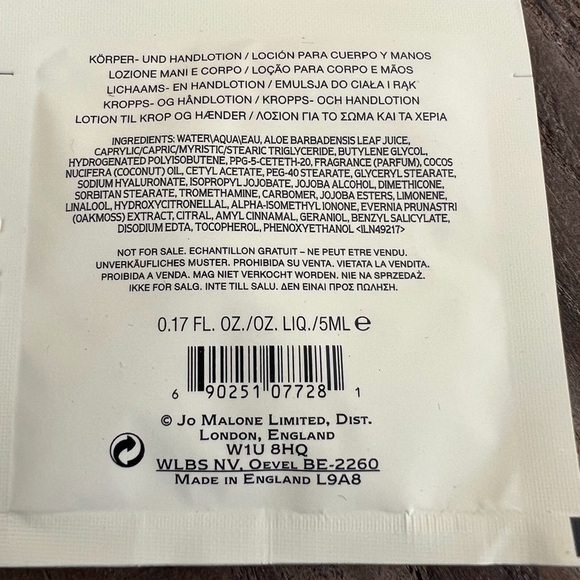 KÖRPER- UND HANDLOTION / LOCIÓN PARA CUERPO Y MANOS
LOZIONE MANI E CORPO / LOÇÃO PARA CORPO E MÃOS
LICHAAMS- EN HANDLOTION / EMULSJA DO CIAŁA I RĄK
KROPPS- OG HÅNDLOTION / KROPPS- OCH HANDLOTION
LOTION TIL KROP OG HÆNDER / ΛΟΣΙΟΝ ΓΙΑ ΤΟ ΣΩΜΑ ΚΑΙ ΤΑ ΧΕΡΙΑ
INGREDIENTS: WATER\AQUA\EAU, ALOE BARBADENSIS LEAF JUICE,
CAPRYLIC/CAPRIC/MYRISTIC/STEARIC TRIGLYCERIDE, BUTYLENE GLYCOL,
HYDROGENATED POLYISOBUTENE, PPG-5-CETETH-20, FRAGRANCE (PARFUM), COCOS
NUCIFERA (COCONUT) OIL, CETYL ACETATE, PEG-40 STEARATE, GLYCERYL STEARATE,
SODIUM HYALURONATE, ISOPROPYL JOJOBATE, JOJOBA ALCOHOL, DIMETHICONE,
SORBITAN STEARATE, TROMETHAMINE, CARBOMER, JOJOBA ESTERS, LIMONENE,
LINALOOL, HYDROXYCITRONELLAL, ALPHA-ISOMETHYL IONONE, EVERNIA PRUNASTRI
(OAKMOSS) EXTRACT, CITRAL, AMYL CINNAMAL, GERANIOL, BENZYL SALICYLATE,
DISODIUM EDTA, TOCOPHEROL, PHENOXYETHANOL <ILN49217>
NOT FOR SALE. ECHANTILLON GRATUIT – NE PEUT ETRE VENDU.
UNVERKÄUFLICHES MUSTER. PROHIBIDA SU VENTA. VIETATA LA VENDITA.
PROIBIDA A VENDA. MAG NIET VERKOCHT WORDEN. NIE NA SPRZEDAŻ.
IKKE FOR SALG. INTE TILL SALU. ΔΕΝ ΕΙΝΑΙ ΠΡΟΣ ΠΩΛΗΣΗ.
0.17 FL. OZ./OZ. LIQ./5ML ℮
6 90251 07728 1
© JO MALONE LIMITED, DIST.
LONDON, ENGLAND
W1U 8HQ
WLBS NV, OEVEL BE-2260
MADE IN ENGLAND L9A8